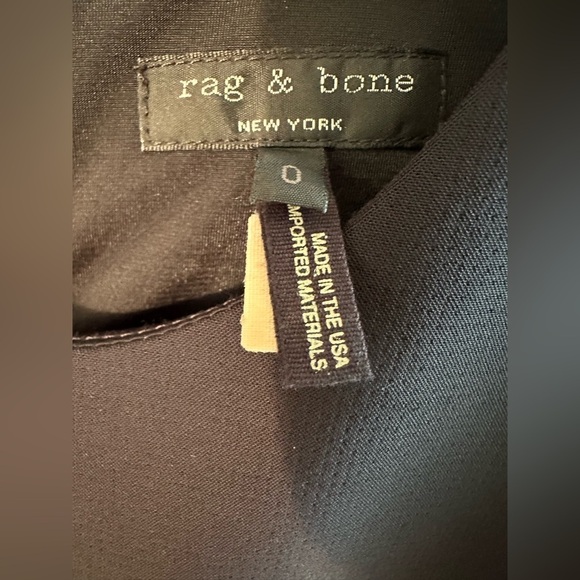 rag & bone
NEW YORK
0
MADE IN THE USA
IMPORTED MATERIALS